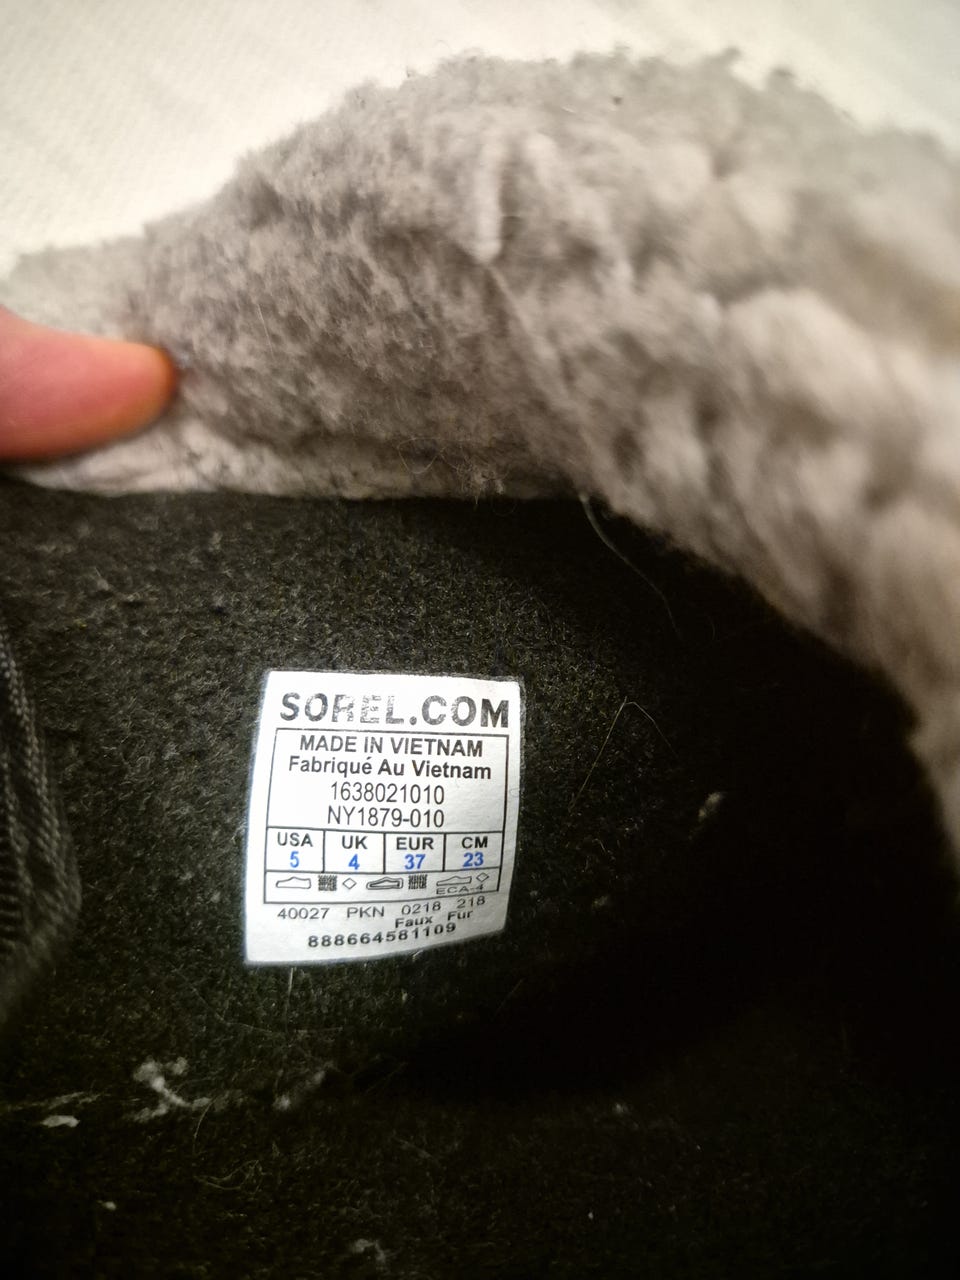 SOREL.COM
MADE IN VIETNAM
Fabriqué Au Vietnam
1638021010
NY1879-010
USA UK EUR CM
5 4 37 23
ECA-4
40027 PKN 0218 218
Faux Fur
888664581109